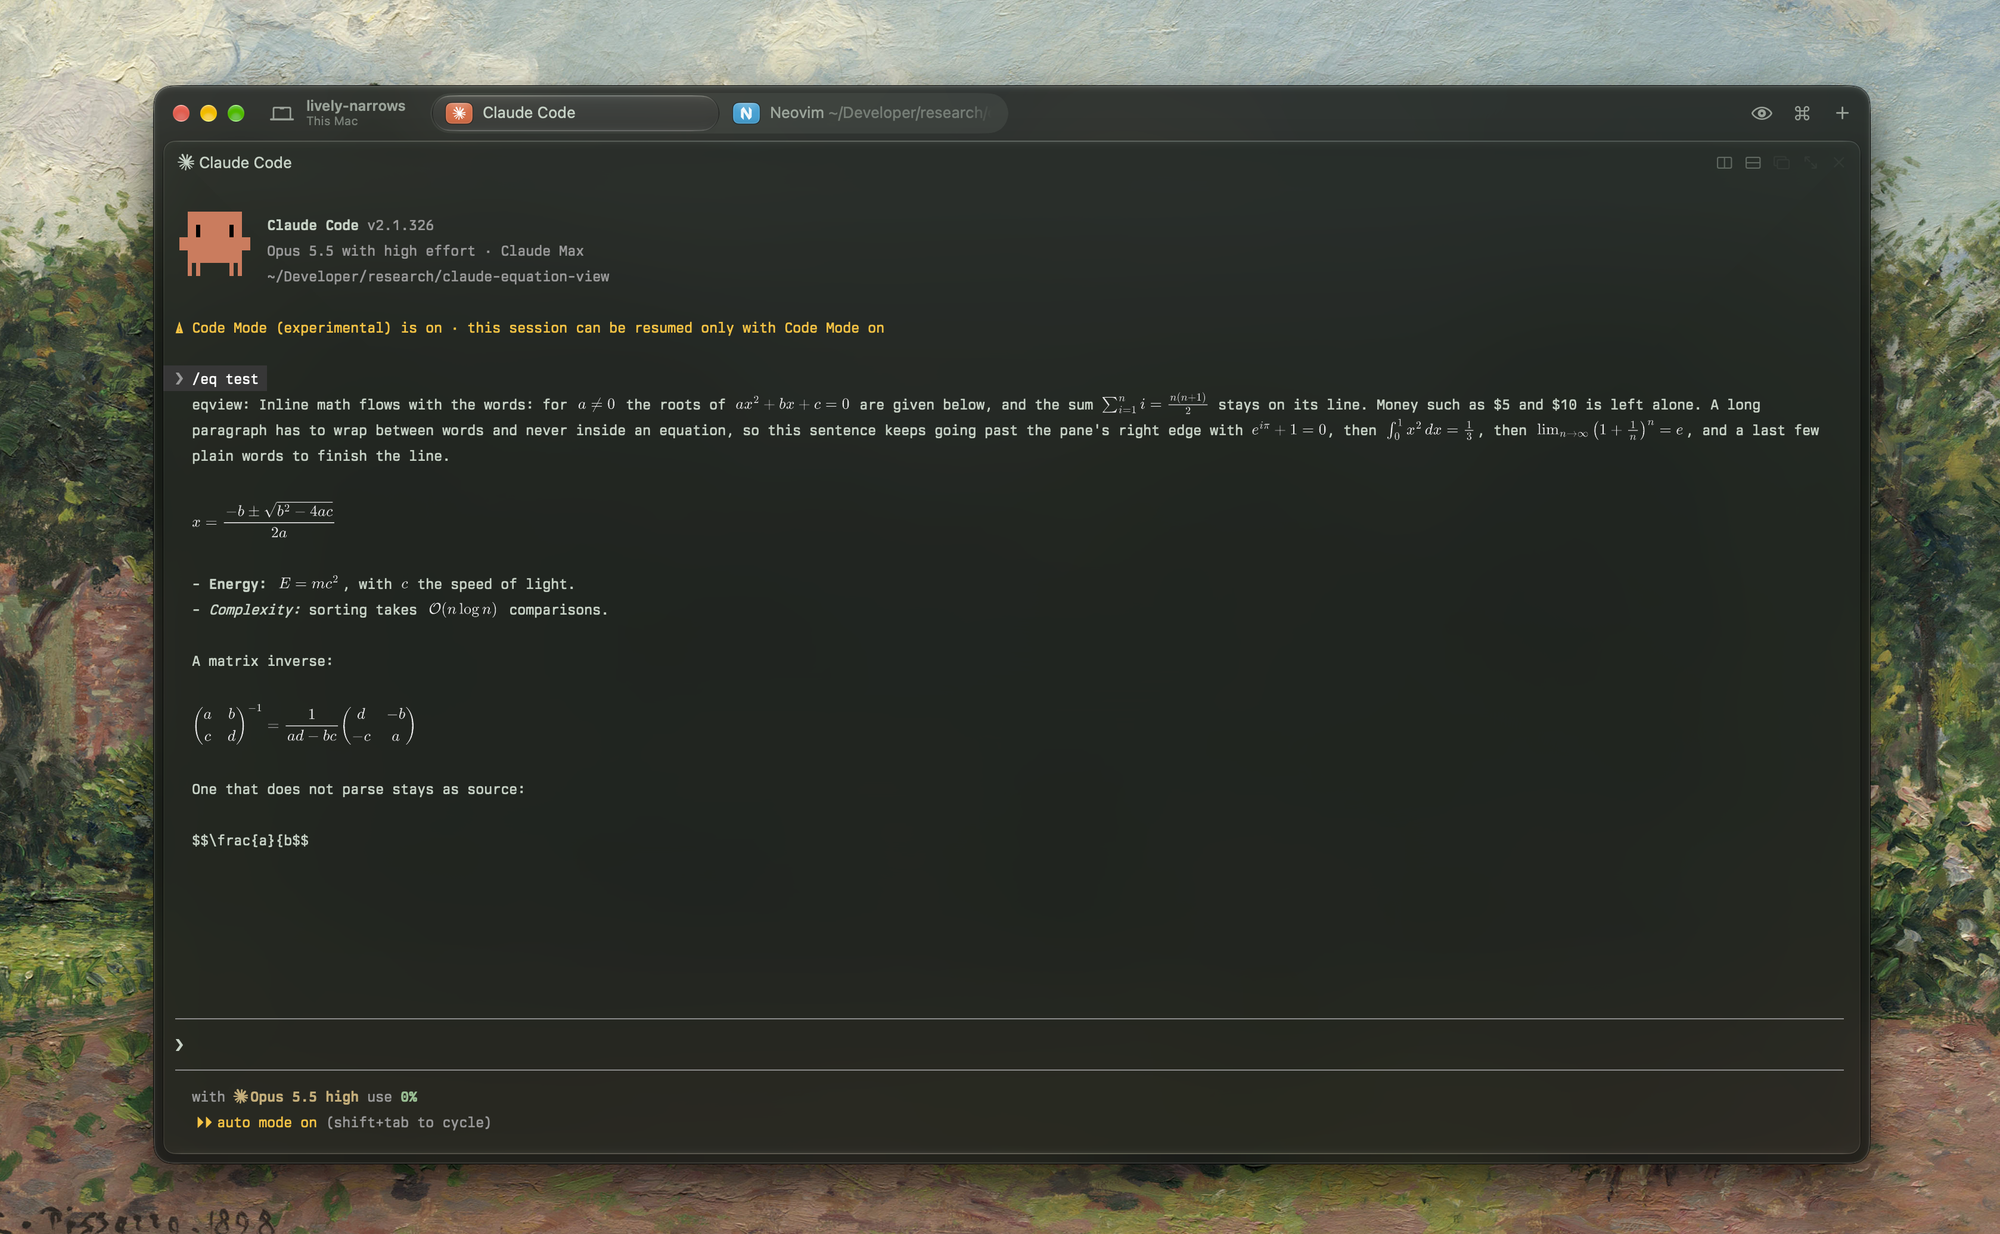 lively-narrows
This Mac
Claude Code
Neovim ~/Developer/research/
Claude Code
Claude Code v2.1.326
Opus 5.5 with high effort · Claude Max
~/Developer/research/claude-equation-view
Code Mode (experimental) is on · this session can be resumed only with Code Mode on
❯ /eq test
eqview: Inline math flows with the words: for a ≠ 0 the roots of ax² + bx + c = 0 are given below, and the sum ∑_{i=1}^{n} i = n(n+1)/2 stays on its line. Money such as $5 and $10 is left alone. A long
paragraph has to wrap between words and never inside an equation, so this sentence keeps going past the pane's right edge with e^{iπ} + 1 = 0, then ∫_0^1 x² dx = 1/3, then lim_{n→∞} (1 + 1/n)^n = e, and a last few
plain words to finish the line.
x = (−b ± √(b² − 4ac)) / 2a
- Energy: E = mc², with c the speed of light.
- Complexity: sorting takes 𝒪(n log n) comparisons.
A matrix inverse:
(a b; c d)^{−1} = 1/(ad − bc) (d −b; −c a)
One that does not parse stays as source:
$$\frac{a}{b$$
❯
with Opus 5.5 high use 0%
auto mode on (shift+tab to cycle)
C. Pissarro. 1898